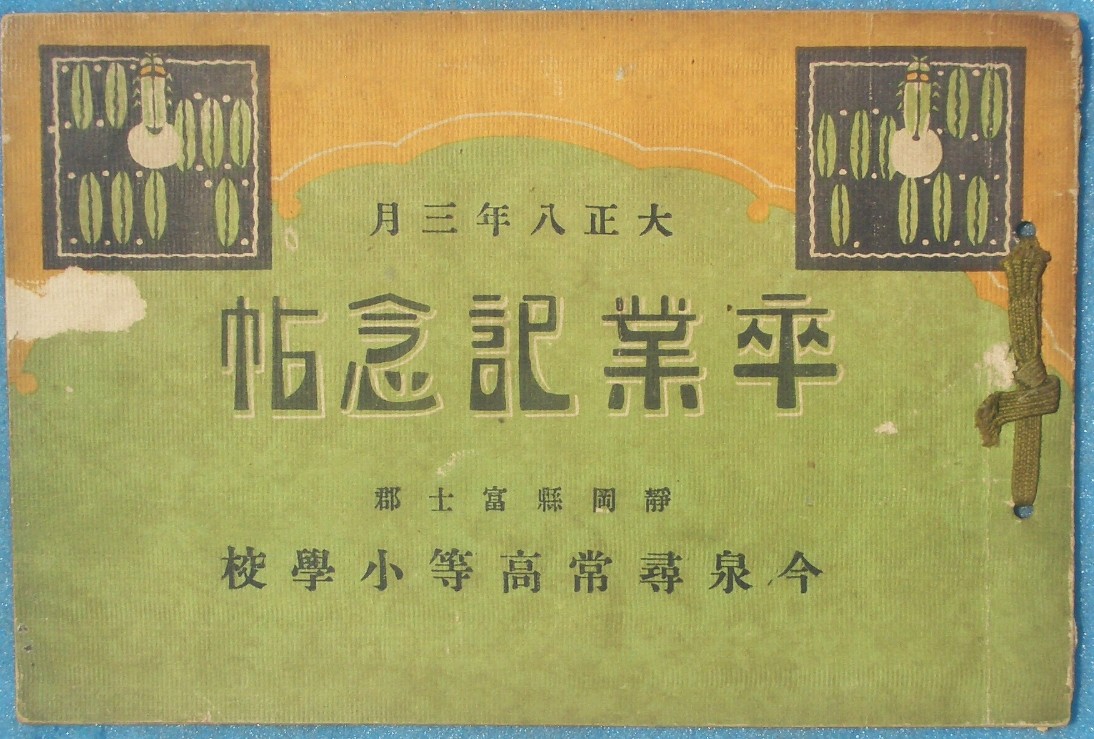 大正八年三月
卒業記念帖
靜岡縣富士郡
今泉尋常高等小學校